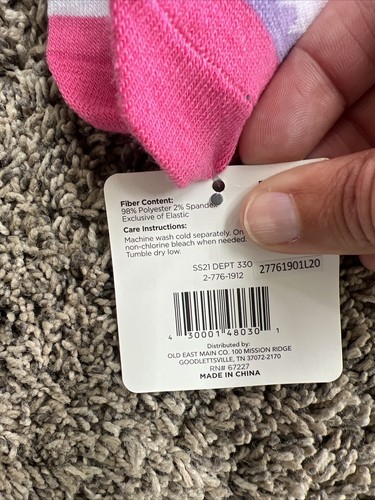 Fiber Content:
98% Polyester 2% Spandex
Exclusive of Elastic
Care Instructions:
Machine wash cold separately. On
non-chlorine bleach when needed.
Tumble dry low.
SS21 DEPT 330
2-776-1912
27761901L20
4 30001 48030 1
Distributed by:
OLD EAST MAIN CO. 100 MISSION RIDGE
GOODLETTSVILLE, TN 37072-2170
RN# 67227
MADE IN CHINA